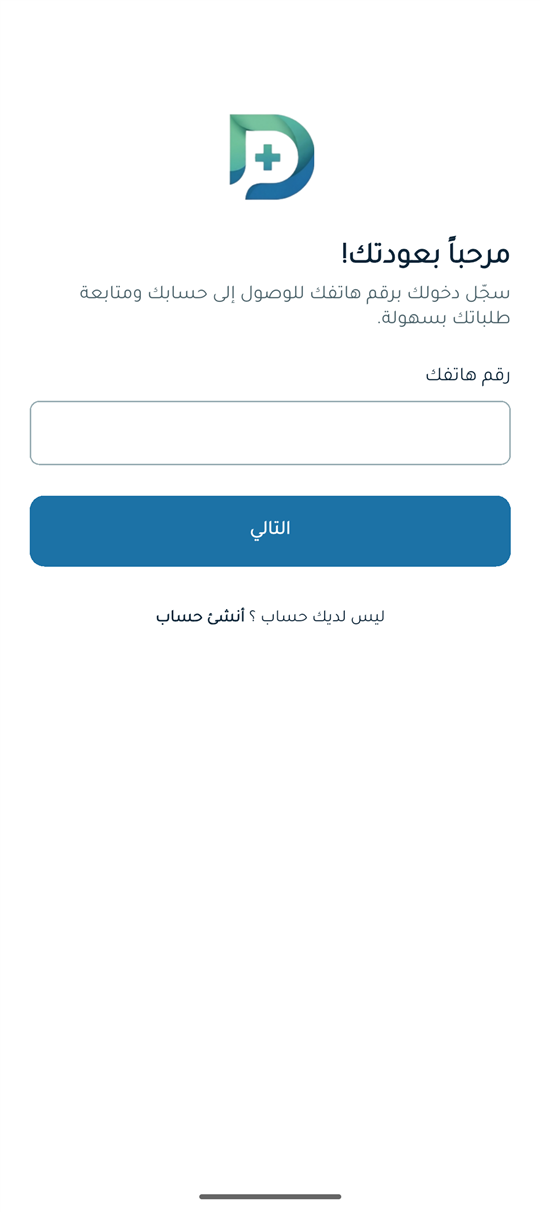 مرحباً بعودتك!
سجّل دخولك برقم هاتفك للوصول إلى حسابك ومتابعة
طلباتك بسهولة.
رقم هاتفك
التالي
ليس لديك حساب ؟ أنشئ حساب